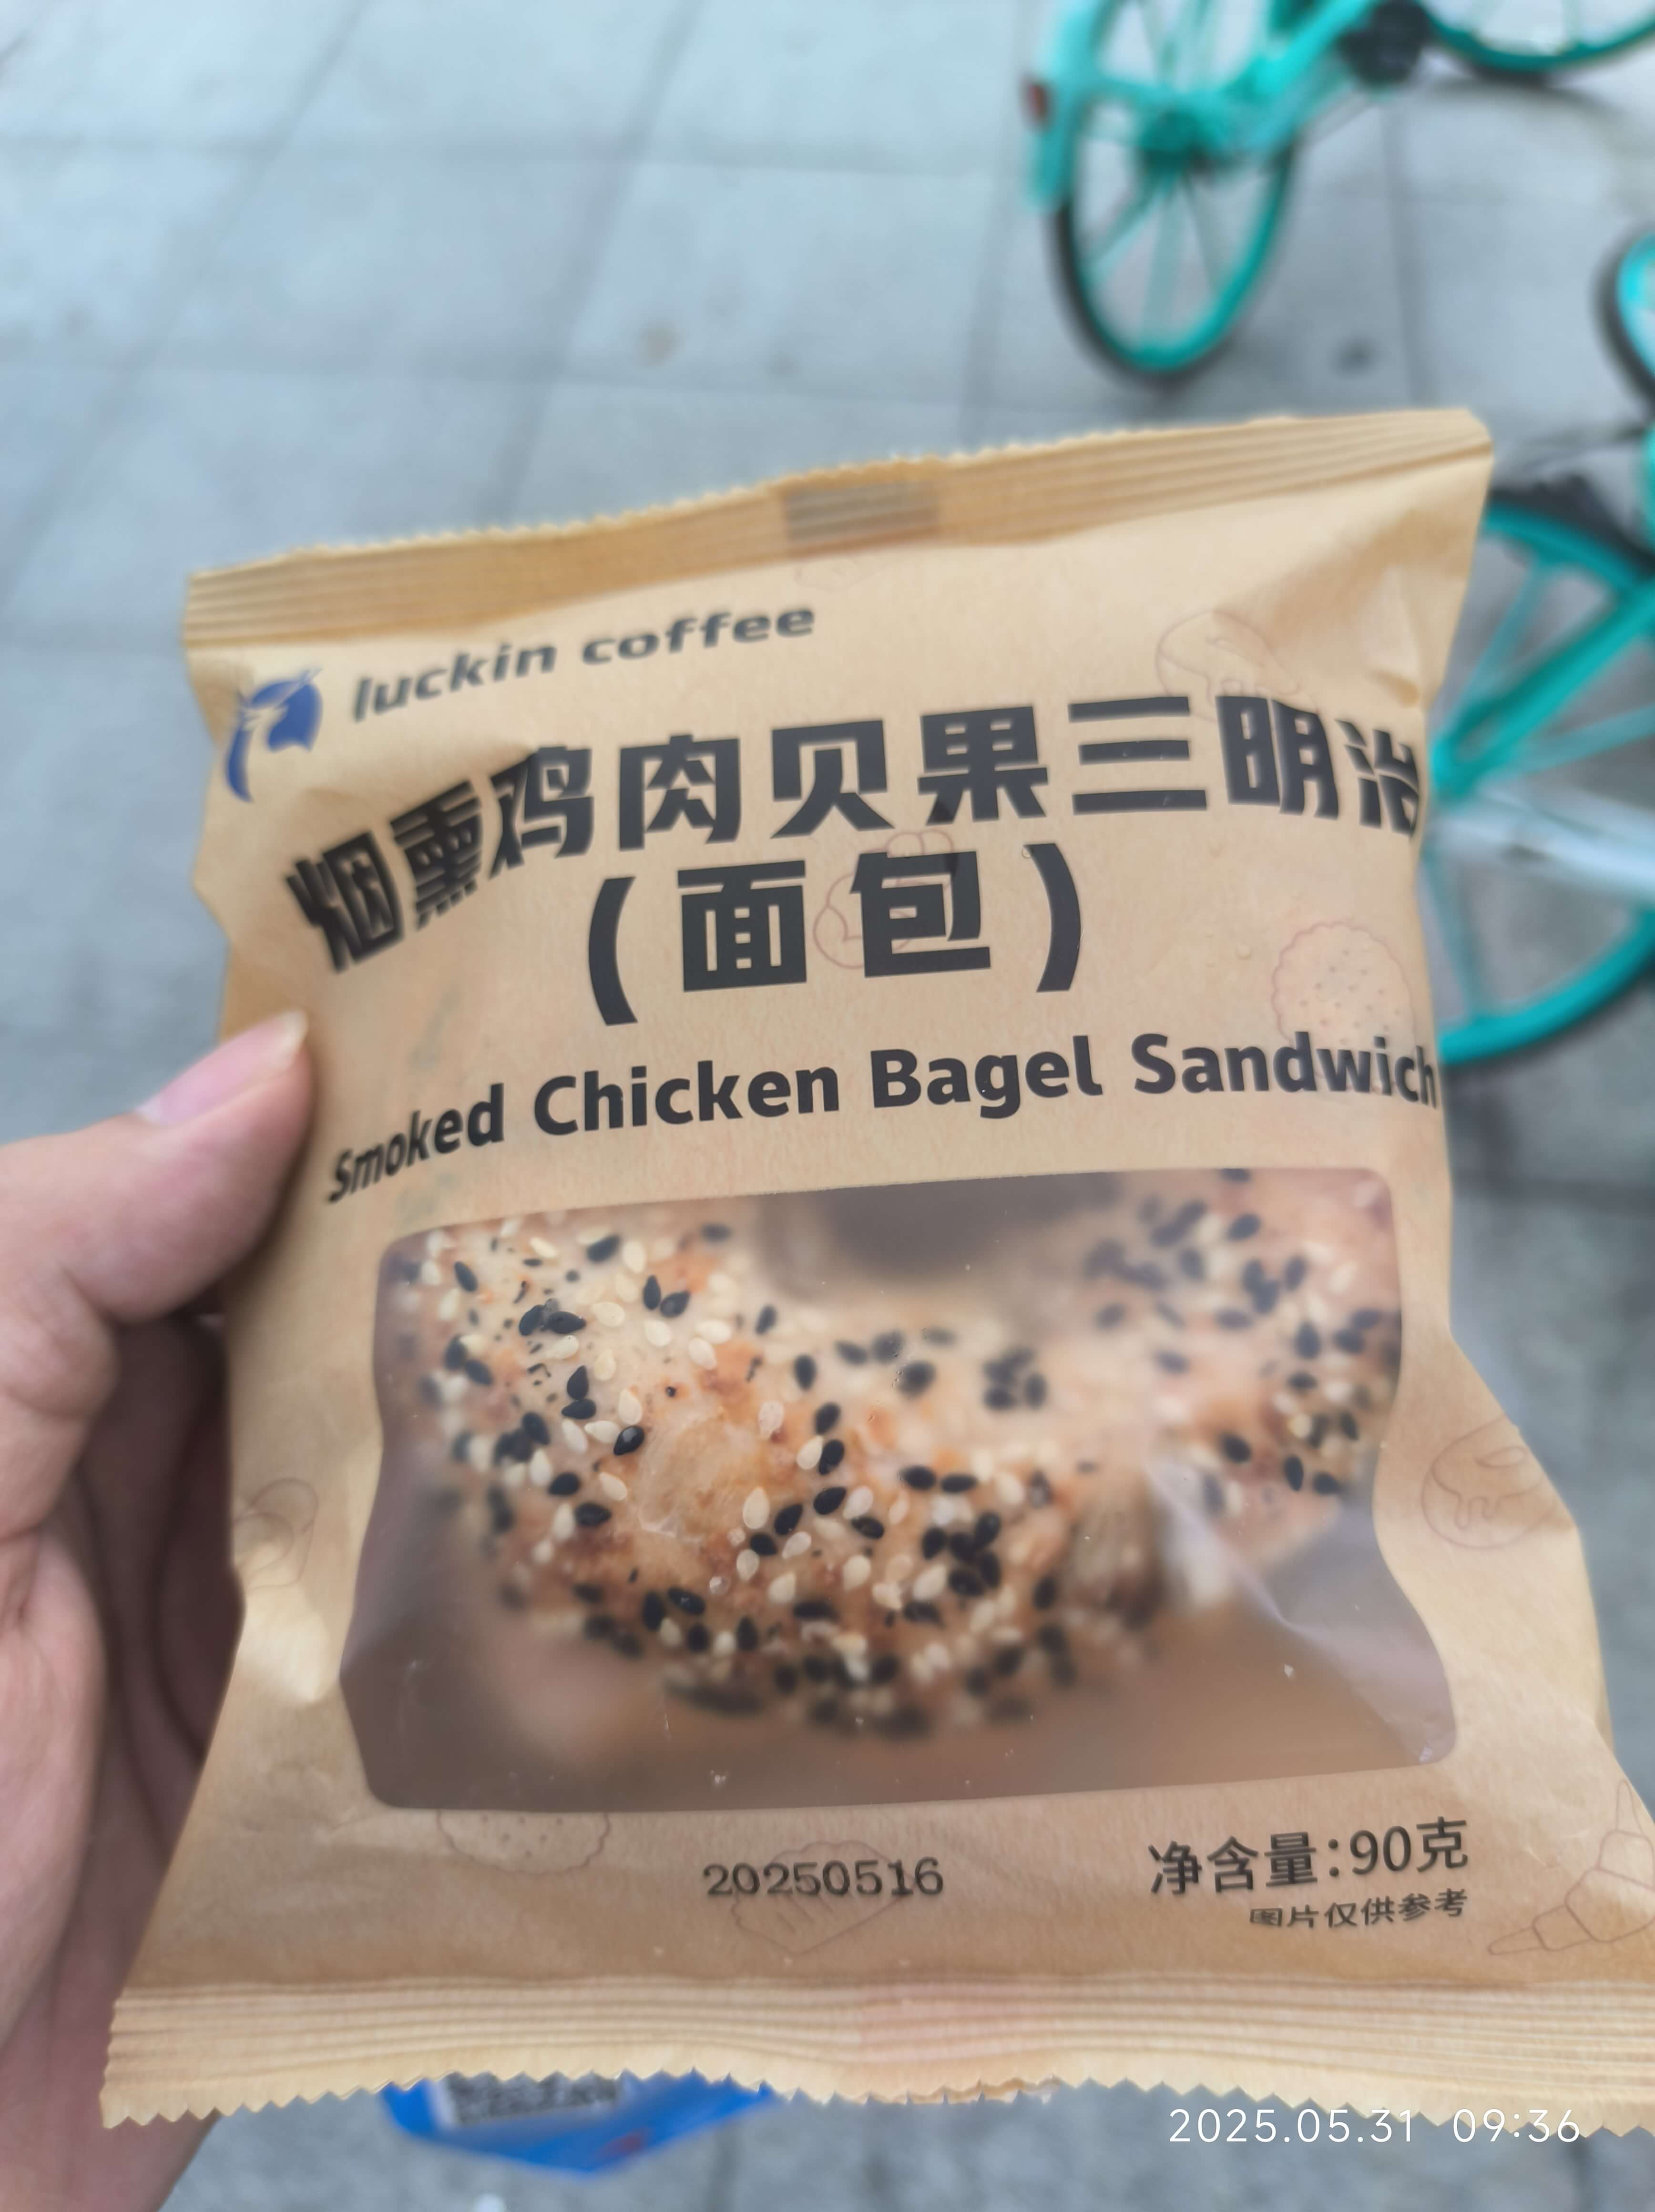 luckin coffee
烟熏鸡肉贝果三明治
(面包)
Smoked Chicken Bagel Sandwich
20250516
净含量:90克
图片仅供参考
2025.05.31 09:36